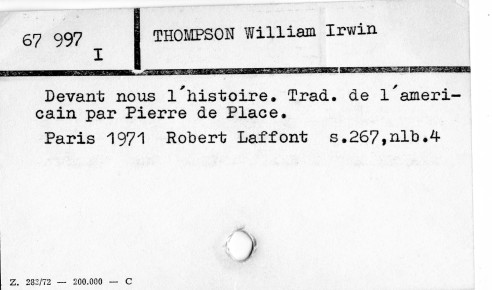 67 997
I
THOMPSON William Irwin
Devant nous l'histoire. Trad. de l'ameri-
cain par Pierre de Place.
Paris 1971 Robert Laffont s.267,nlb.4
Z. 282/72 — 200.000 — C